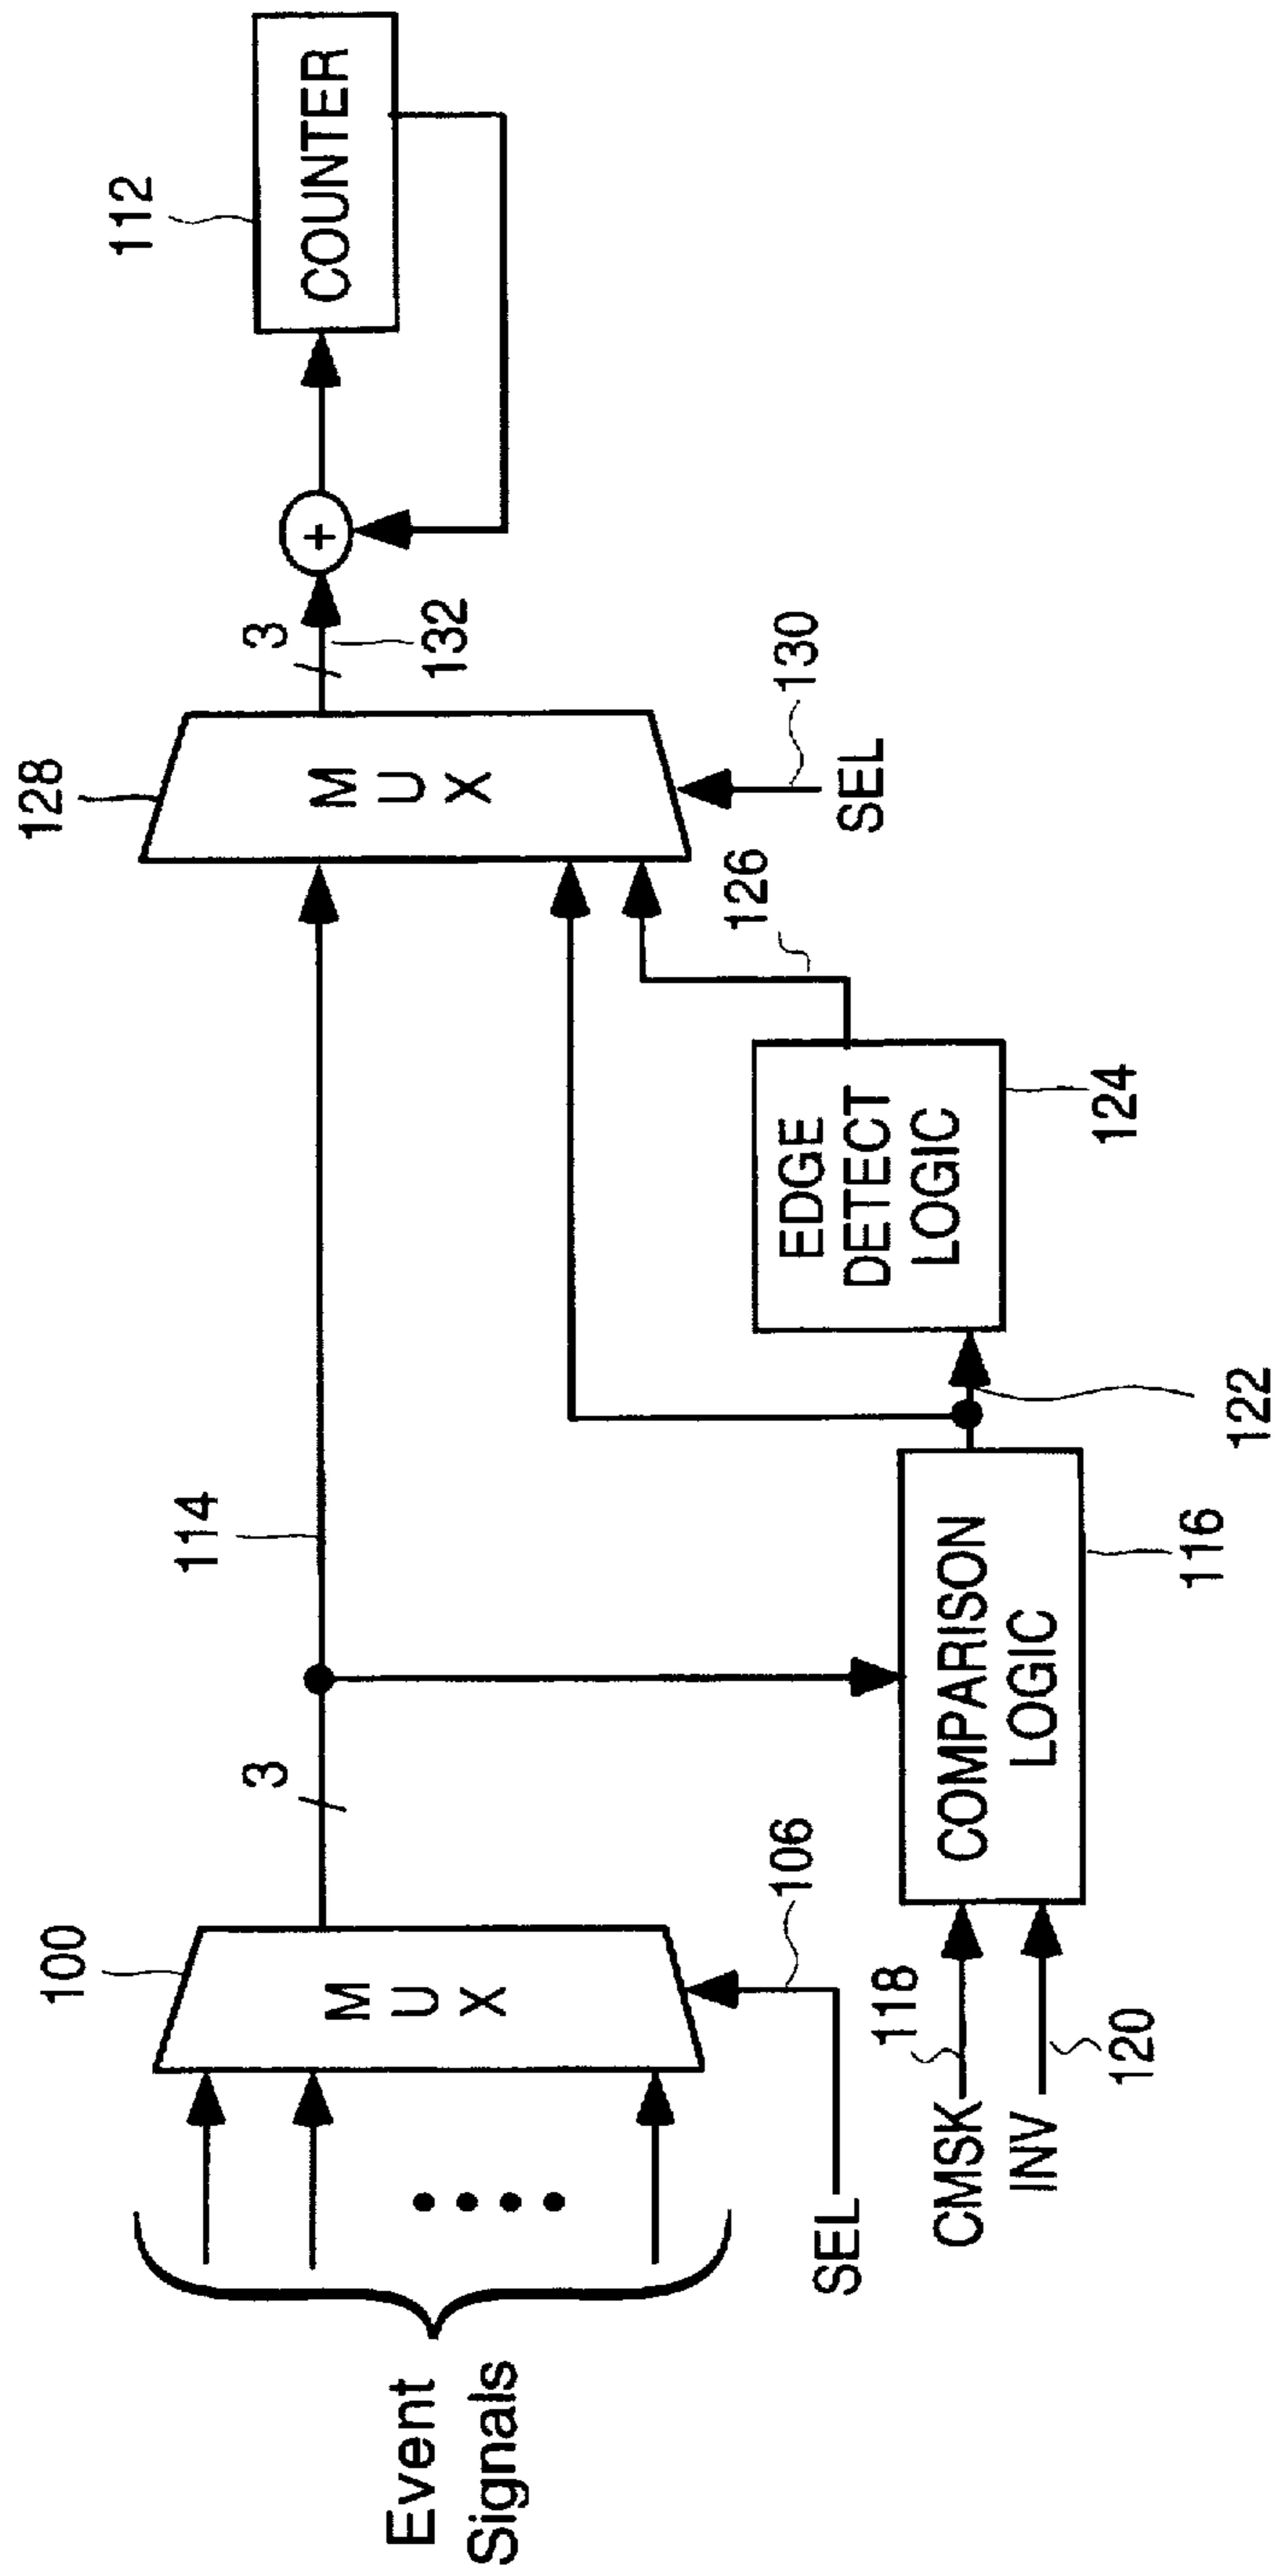 Event
Signals
100
M
U
X
SEL
106
3
114
CMSK
118
INV
120
COMPARISON
LOGIC
116
122
EDGE
DETECT
LOGIC
124
126
128
M
U
X
SEL
130
3
132
+
112
COUNTER